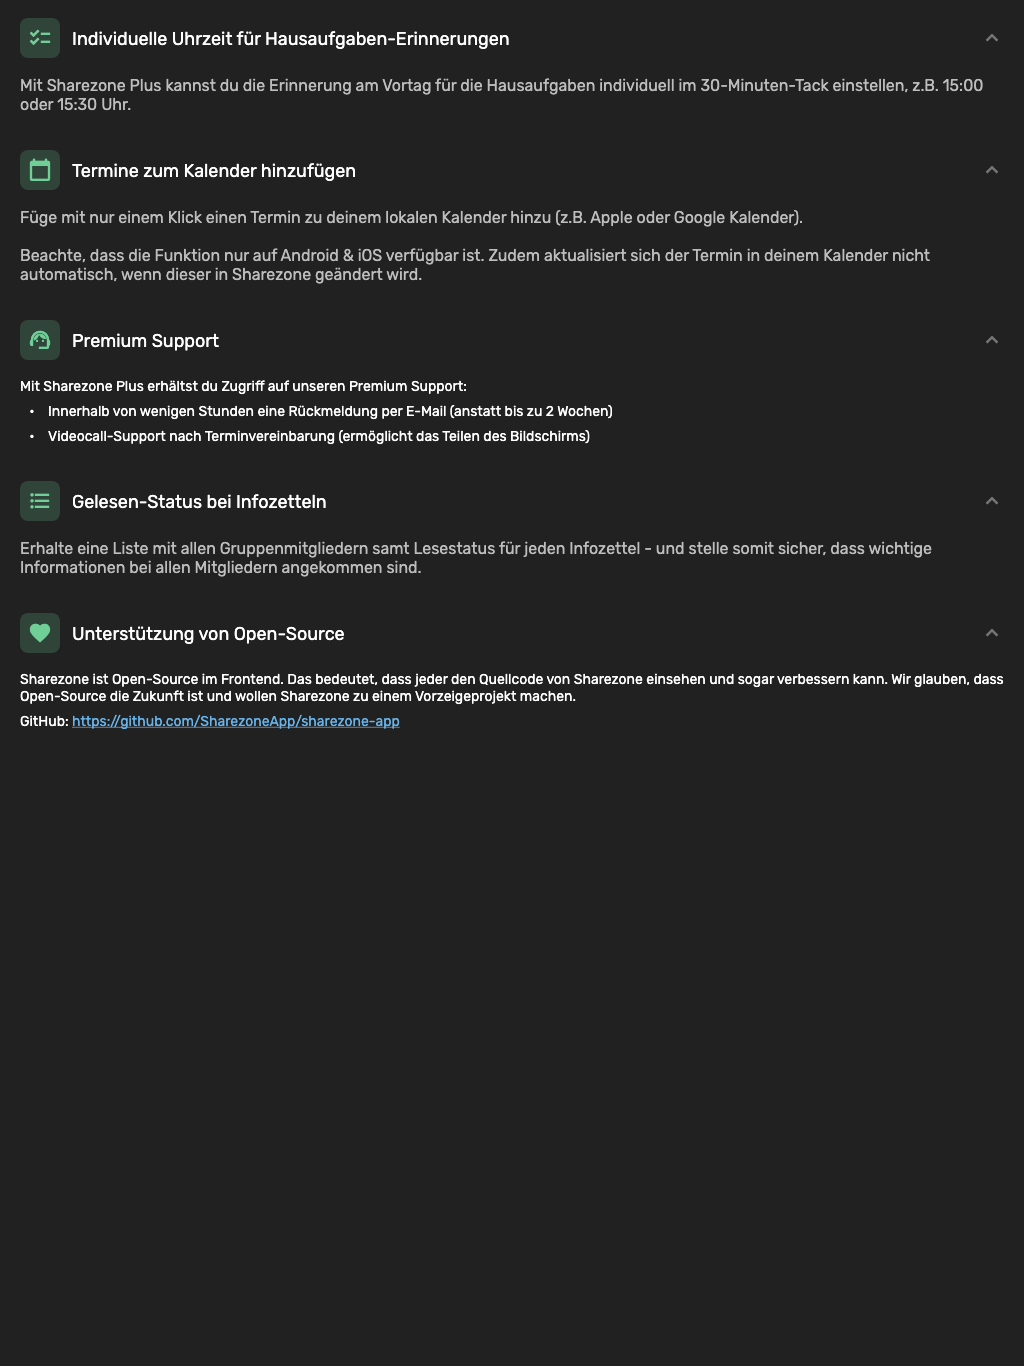 Individuelle Uhrzeit für Hausaufgaben-Erinnerungen
Mit Sharezone Plus kannst du die Erinnerung am Vortag für die Hausaufgaben individuell im 30-Minuten-Tack einstellen, z.B. 15:00
oder 15:30 Uhr.
Termine zum Kalender hinzufügen
Füge mit nur einem Klick einen Termin zu deinem lokalen Kalender hinzu (z.B. Apple oder Google Kalender).
Beachte, dass die Funktion nur auf Android & iOS verfügbar ist. Zudem aktualisiert sich der Termin in deinem Kalender nicht
automatisch, wenn dieser in Sharezone geändert wird.
Premium Support
Mit Sharezone Plus erhältst du Zugriff auf unseren Premium Support:
• Innerhalb von wenigen Stunden eine Rückmeldung per E-Mail (anstatt bis zu 2 Wochen)
• Videocall-Support nach Terminvereinbarung (ermöglicht das Teilen des Bildschirms)
Gelesen-Status bei Infozetteln
Erhalte eine Liste mit allen Gruppenmitgliedern samt Lesestatus für jeden Infozettel - und stelle somit sicher, dass wichtige
Informationen bei allen Mitgliedern angekommen sind.
Unterstützung von Open-Source
Sharezone ist Open-Source im Frontend. Das bedeutet, dass jeder den Quellcode von Sharezone einsehen und sogar verbessern kann. Wir glauben, dass
Open-Source die Zukunft ist und wollen Sharezone zu einem Vorzeigeprojekt machen.
GitHub: https://github.com/SharezoneApp/sharezone-app